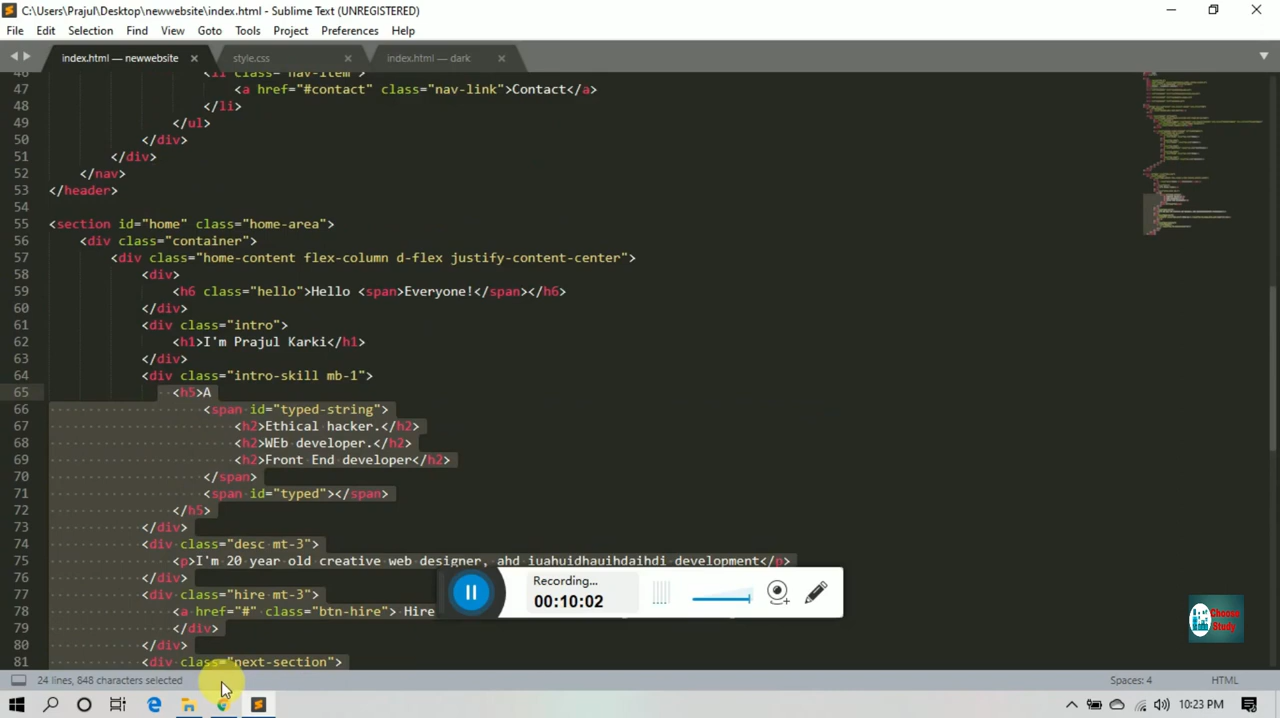 C:\Users\Prajul\Desktop\newwebsite\index.html - Sublime Text (UNREGISTERED)
File Edit Selection Find View Goto Tools Project Preferences Help
index.html — newwebsite style.css index.html — dark
46 <li class="nav-item">
47 <a href="#contact" class="nav-link">Contact</a>
48 </li>
49 </ul>
50 </div>
51 </div>
52 </nav>
53 </header>
54
55 <section id="home" class="home-area">
56 <div class="container">
57 <div class="home-content flex-column d-flex justify-content-center">
58 <div>
59 <h6 class="hello">Hello <span>Everyone!</span></h6>
60 </div>
61 <div class="intro">
62 <h1>I'm Prajul Karki</h1>
63 </div>
64 <div class="intro-skill mb-1">
65 <h5>A
66 <span id="typed-string">
67 <h2>Ethical hacker.</h2>
68 <h2>WEb developer.</h2>
69 <h2>Front End developer</h2>
70 </span>
71 <span id="typed"></span>
72 </h5>
73 </div>
74 <div class="desc mt-3">
75 <p>I'm 20 year old creative web designer, ahd iuahuidhauihdaihdi development</p>
76 </div>
77 <div class="hire mt-3">
78 <a href="#" class="btn-hire"> Hire
79 </div>
80 </div>
81 <div class="next-section">
Recording...
00:10:02
Choose
Study
24 lines, 848 characters selected Spaces: 4 HTML
10:23 PM